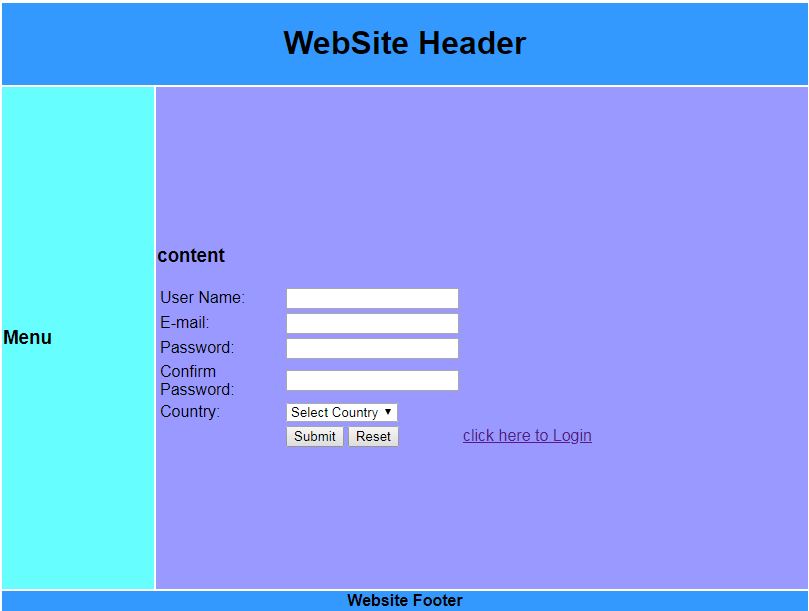 WebSite Header
Menu
content
User Name:
E-mail:
Password:
Confirm
Password:
Country:
Select Country
Submit Reset click here to Login
Website Footer